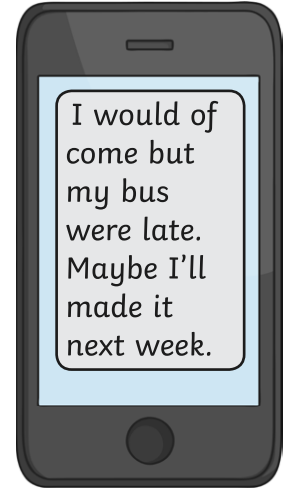 I would of
come but
my bus
were late.
Maybe I'll
made it
next week.